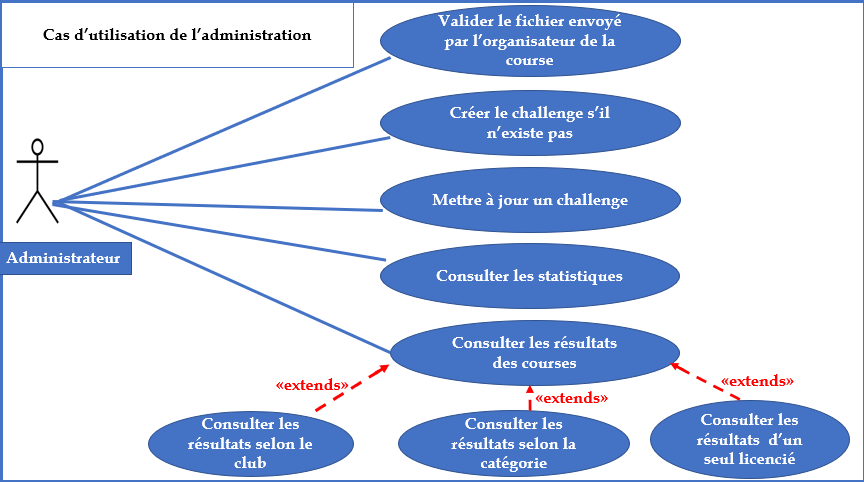 Cas d'utilisation de l'administration
Valider le fichier envoyé
par l'organisateur de la
course
Créer le challenge s'il
n'existe pas
Mettre à jour un challenge
Administrateur
Consulter les statistiques
Consulter les résultats
des courses
«extends»
«extends»
«extends»
Consulter les
résultats selon le
club
Consulter les
résultats selon la
catégorie
Consulter les
résultats d'un
seul licencié